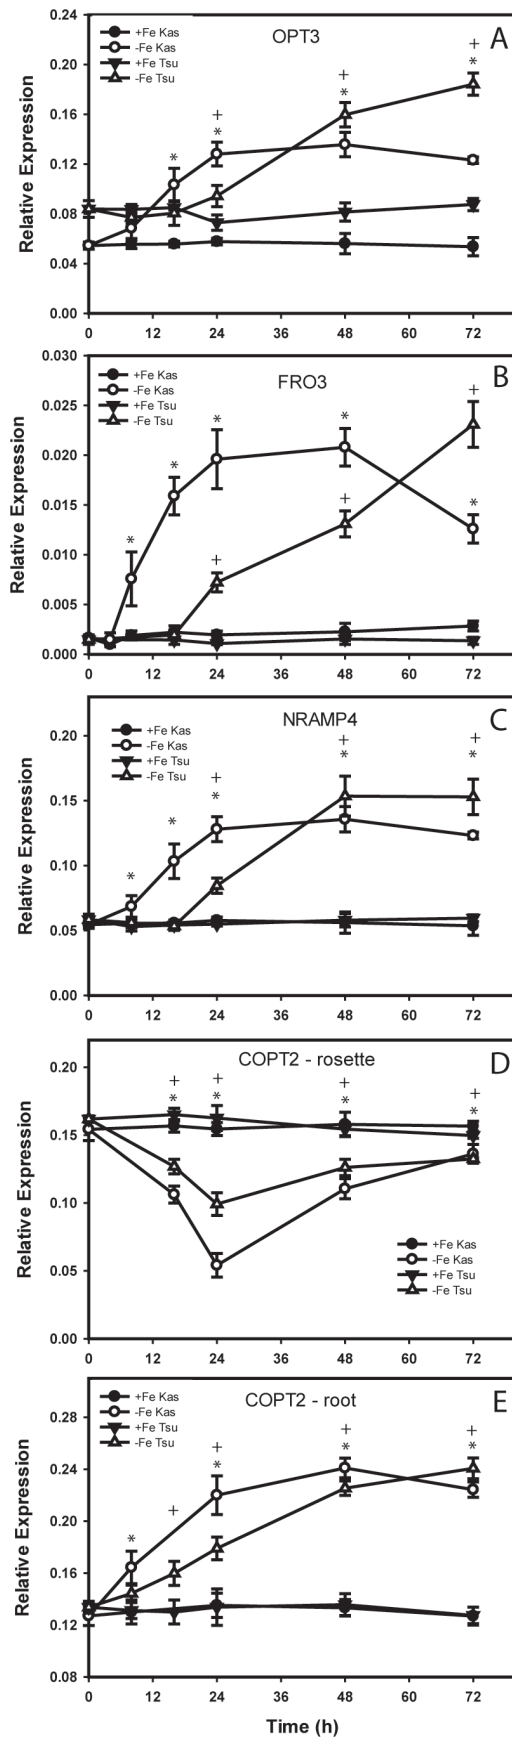 0.24
+Fe Kas
-Fe Kas
+Fe Tsu
-Fe Tsu
OPT3
A
0.20
0.16
0.12
0.08
0.04
0.00
Relative Expression
+
*
*
+
*
+
*
0 12 24 36 48 60 72
0.030
+Fe Kas
-Fe Kas
+Fe Tsu
-Fe Tsu
FRO3
B
0.025
0.020
0.015
0.010
0.005
0.000
Relative Expression
*
*
*
+
*
+
+
*
0 12 24 36 48 60 72
+Fe Kas
-Fe Kas
+Fe Tsu
-Fe Tsu
NRAMP4
C
0.20
0.15
0.10
0.05
0.00
Relative Expression
*
*
+
*
+
*
+
*
0 12 24 36 48 60 72
COPT2 - rosette
D
0.20
0.15
0.10
0.05
0.00
Relative Expression
+
*
+
*
+
*
+
*
+Fe Kas
-Fe Kas
+Fe Tsu
-Fe Tsu
0 12 24 36 48 60 72
+Fe Kas
-Fe Kas
+Fe Tsu
-Fe Tsu
COPT2 - root
E
0.28
0.24
0.20
0.16
0.12
0.08
Relative Expression
*
+
+
*
+
*
+
*
0 12 24 36 48 60 72
Time (h)